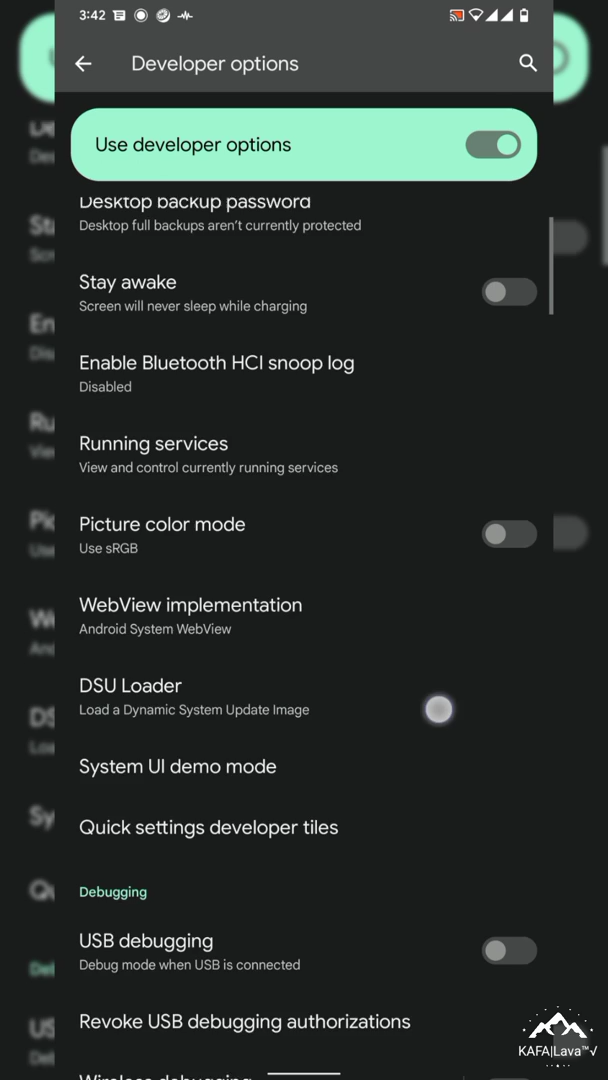 3:42
Developer options
Use developer options
Desktop backup password
Desktop full backups aren't currently protected
Stay awake
Screen will never sleep while charging
Enable Bluetooth HCI snoop log
Disabled
Running services
View and control currently running services
Picture color mode
Use sRGB
WebView implementation
Android System WebView
DSU Loader
Load a Dynamic System Update Image
System UI demo mode
Quick settings developer tiles
Debugging
USB debugging
Debug mode when USB is connected
Revoke USB debugging authorizations
Wireless debugging
KAFA|Lava™√